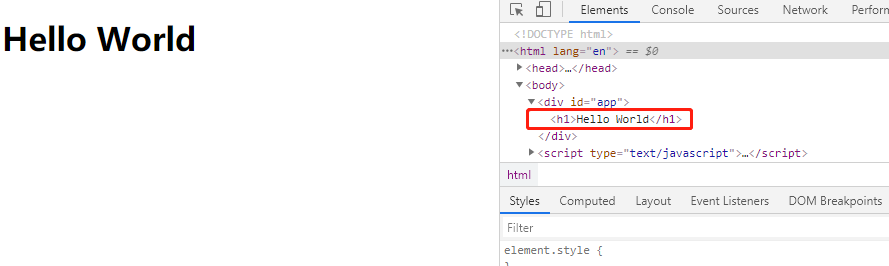 Hello World
Elements Console Sources Network Perform
<!DOCTYPE html>
⋯<html lang="en"> == $0
▶<head>…</head>
▼<body>
▼<div id="app">
<h1>Hello World</h1>
</div>
▶<script type="text/javascript">…</script>
html
Styles Computed Layout Event Listeners DOM Breakpoints
Filter
element.style {
}